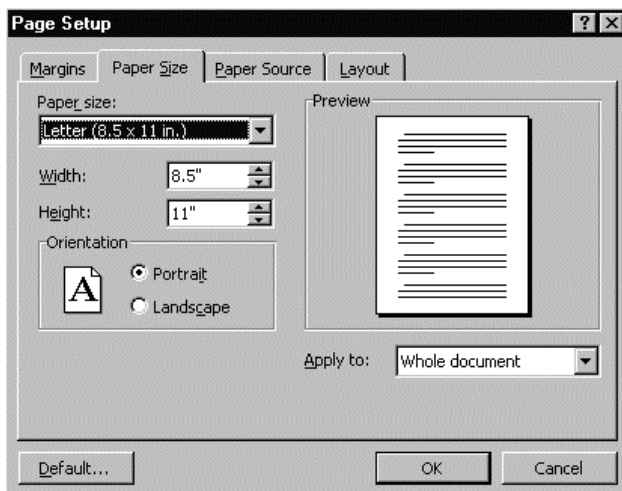 Page Setup
Margins Paper Size Paper Source Layout
Paper size:
Letter (8.5 x 11 in.)
Width: 8.5"
Height: 11"
Orientation
A
Portrait
Landscape
Preview
Apply to: Whole document
Default... OK Cancel